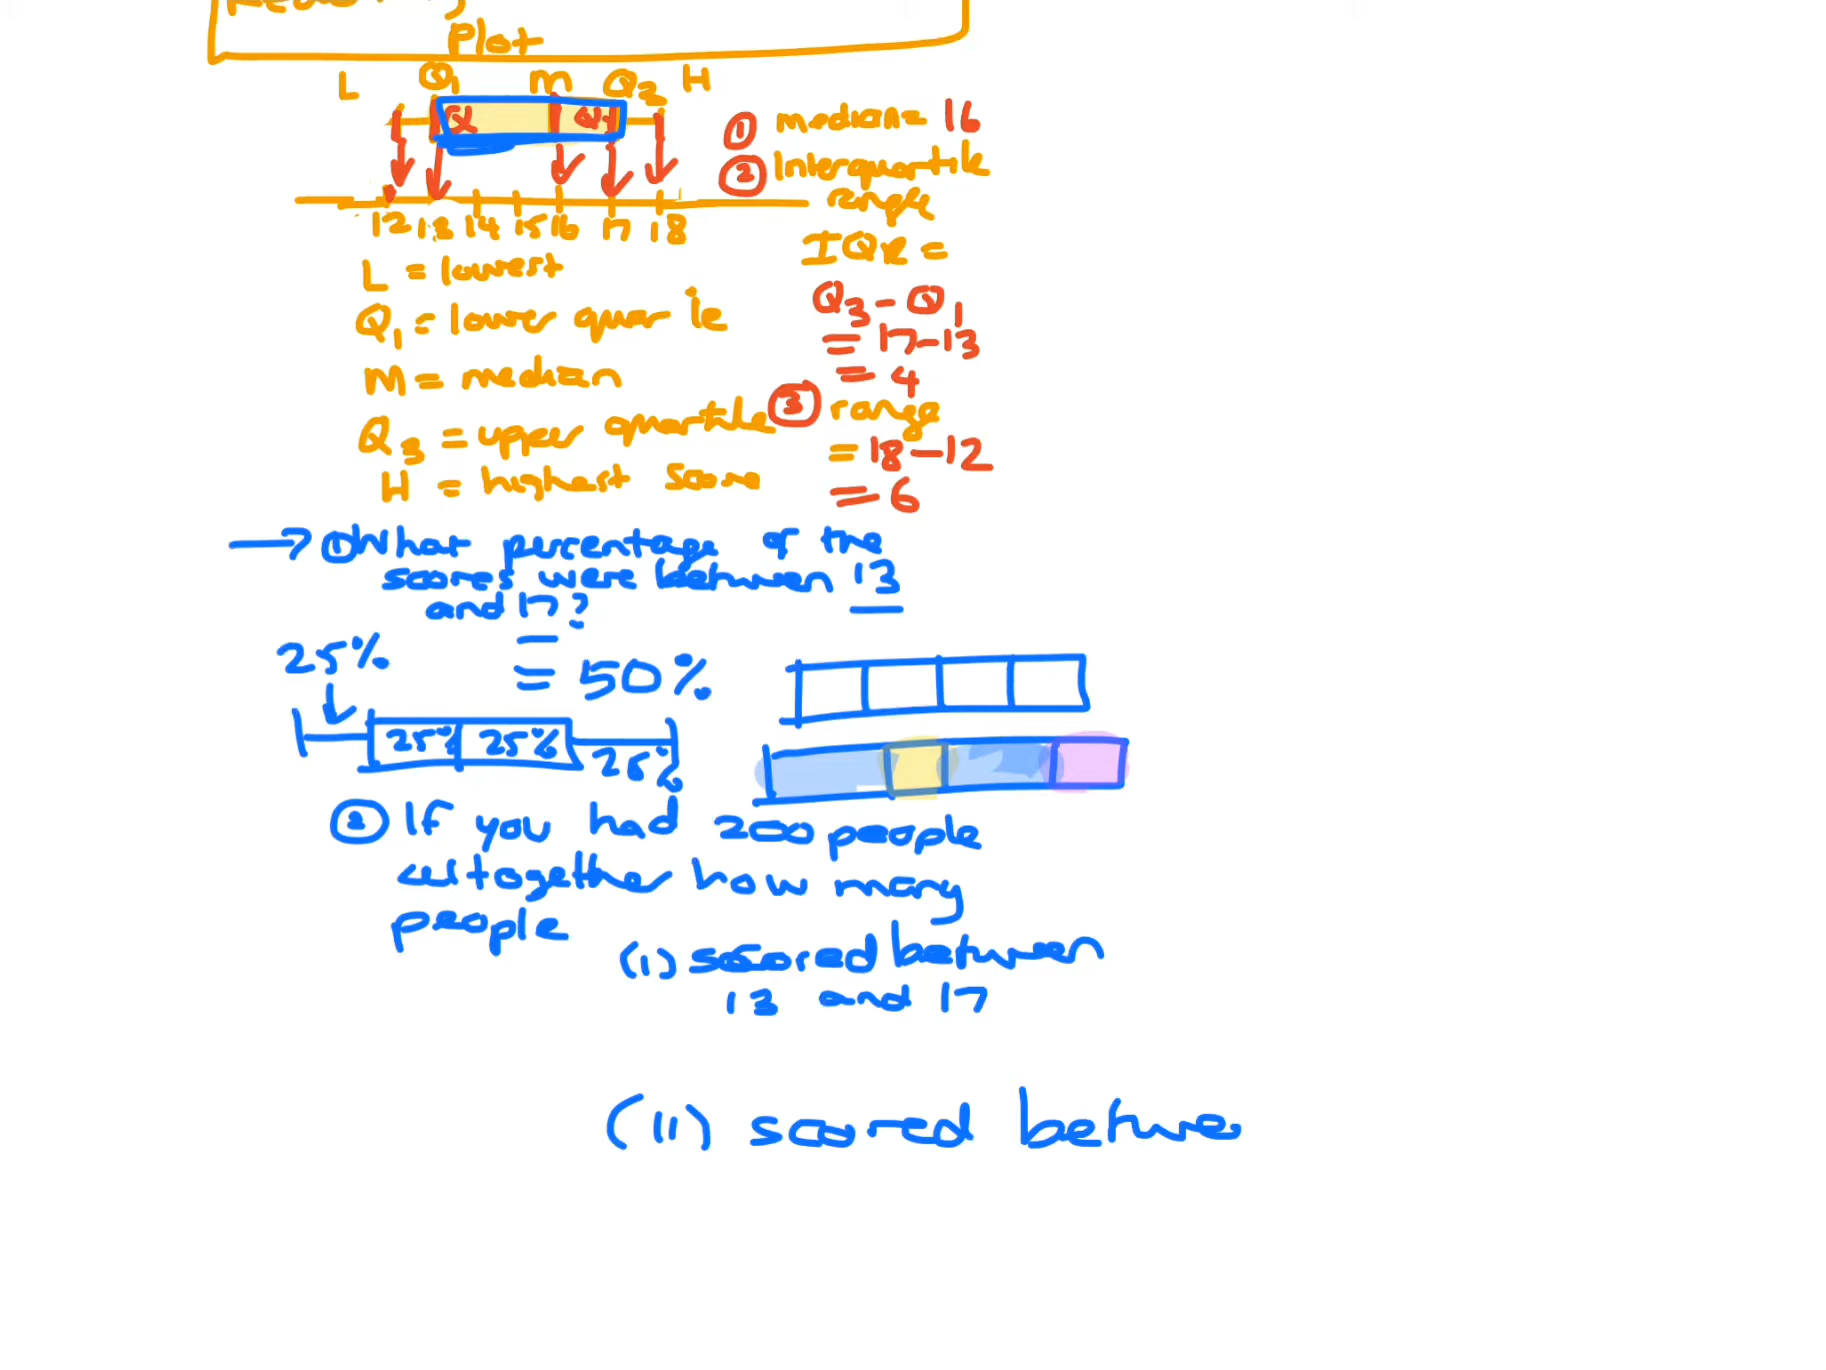 Plot
L Q1 m Q3 H
12 13 14 15 16 17 18
L = lowest
Q1 = lower quar ile
M = median
Q3 = upper quartile
H = highest score
① median = 16
② Interquartile
range
IQR =
Q3 - Q1
= 17-13
= 4
③ range
= 18-12
= 6
→ ① What percentage of the
scores were between 13
and 17?
= 50%
25%
25% 25% 25%
② If you had 200 people
altogether how many
people
(i) scored between
13 and 17
(ii) scored betwe